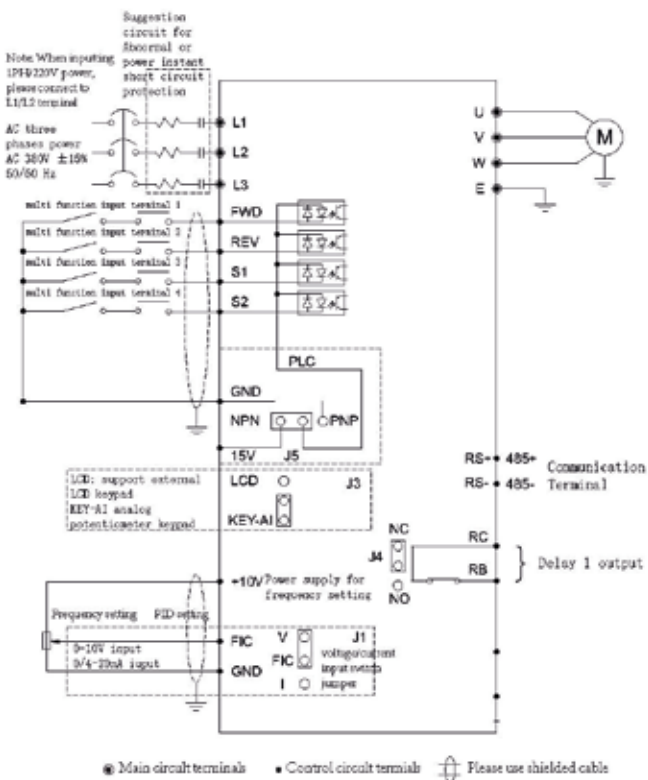 Suggestion
circuit for
Abnormal or
power instant
short circuit
protection
Note: When inputting
1PH/220V power,
please connect to
L1/L2 terminal
AC three
phases power
AC 380V ±15%
50/60 Hz
L1
L2
L3
U
V
W
E
M
multi function input terminal 1
FWD
multi function input terminal 2
REV
multi function input terminal 3
S1
multi function input terminal 4
S2
PLC
GND
NPN
PNP
15V
J5
LCD: support external
LCD keypad
KEY-AI analog
potentiometer keypad
LCD
J3
KEY-AI
RS+ 485+
RS- 485-
Communication
Terminal
NC
J4
NO
RC
RB
Delay 1 output
+10V
Power supply for
frequency setting
Frequency setting
PID setting
0-10V input
0/4-20mA input
FIC
GND
V
FIC
I
J1
voltage/current
input switch
jumper
Main circuit terminals
Control circuit termials
Please use shielded cable